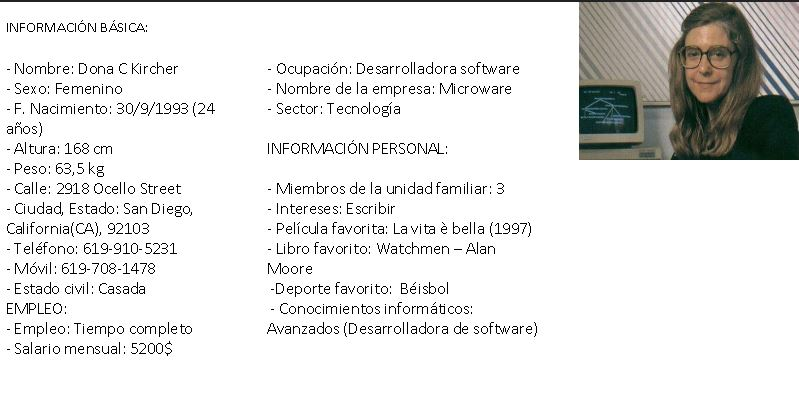 INFORMACIÓN BÁSICA:
- Nombre: Dona C Kircher
- Sexo: Femenino
- F. Nacimiento: 30/9/1993 (24
años)
- Altura: 168 cm
- Peso: 63,5 kg
- Calle: 2918 Ocello Street
- Ciudad, Estado: San Diego,
California(CA), 92103
- Teléfono: 619-910-5231
- Móvil: 619-708-1478
- Estado civil: Casada
EMPLEO:
- Empleo: Tiempo completo
- Salario mensual: 5200$
- Ocupación: Desarrolladora software
- Nombre de la empresa: Microware
- Sector: Tecnología
INFORMACIÓN PERSONAL:
- Miembros de la unidad familiar: 3
- Intereses: Escribir
- Película favorita: La vita è bella (1997)
- Libro favorito: Watchmen – Alan
Moore
-Deporte favorito: Béisbol
- Conocimientos informáticos:
Avanzados (Desarrolladora de software)